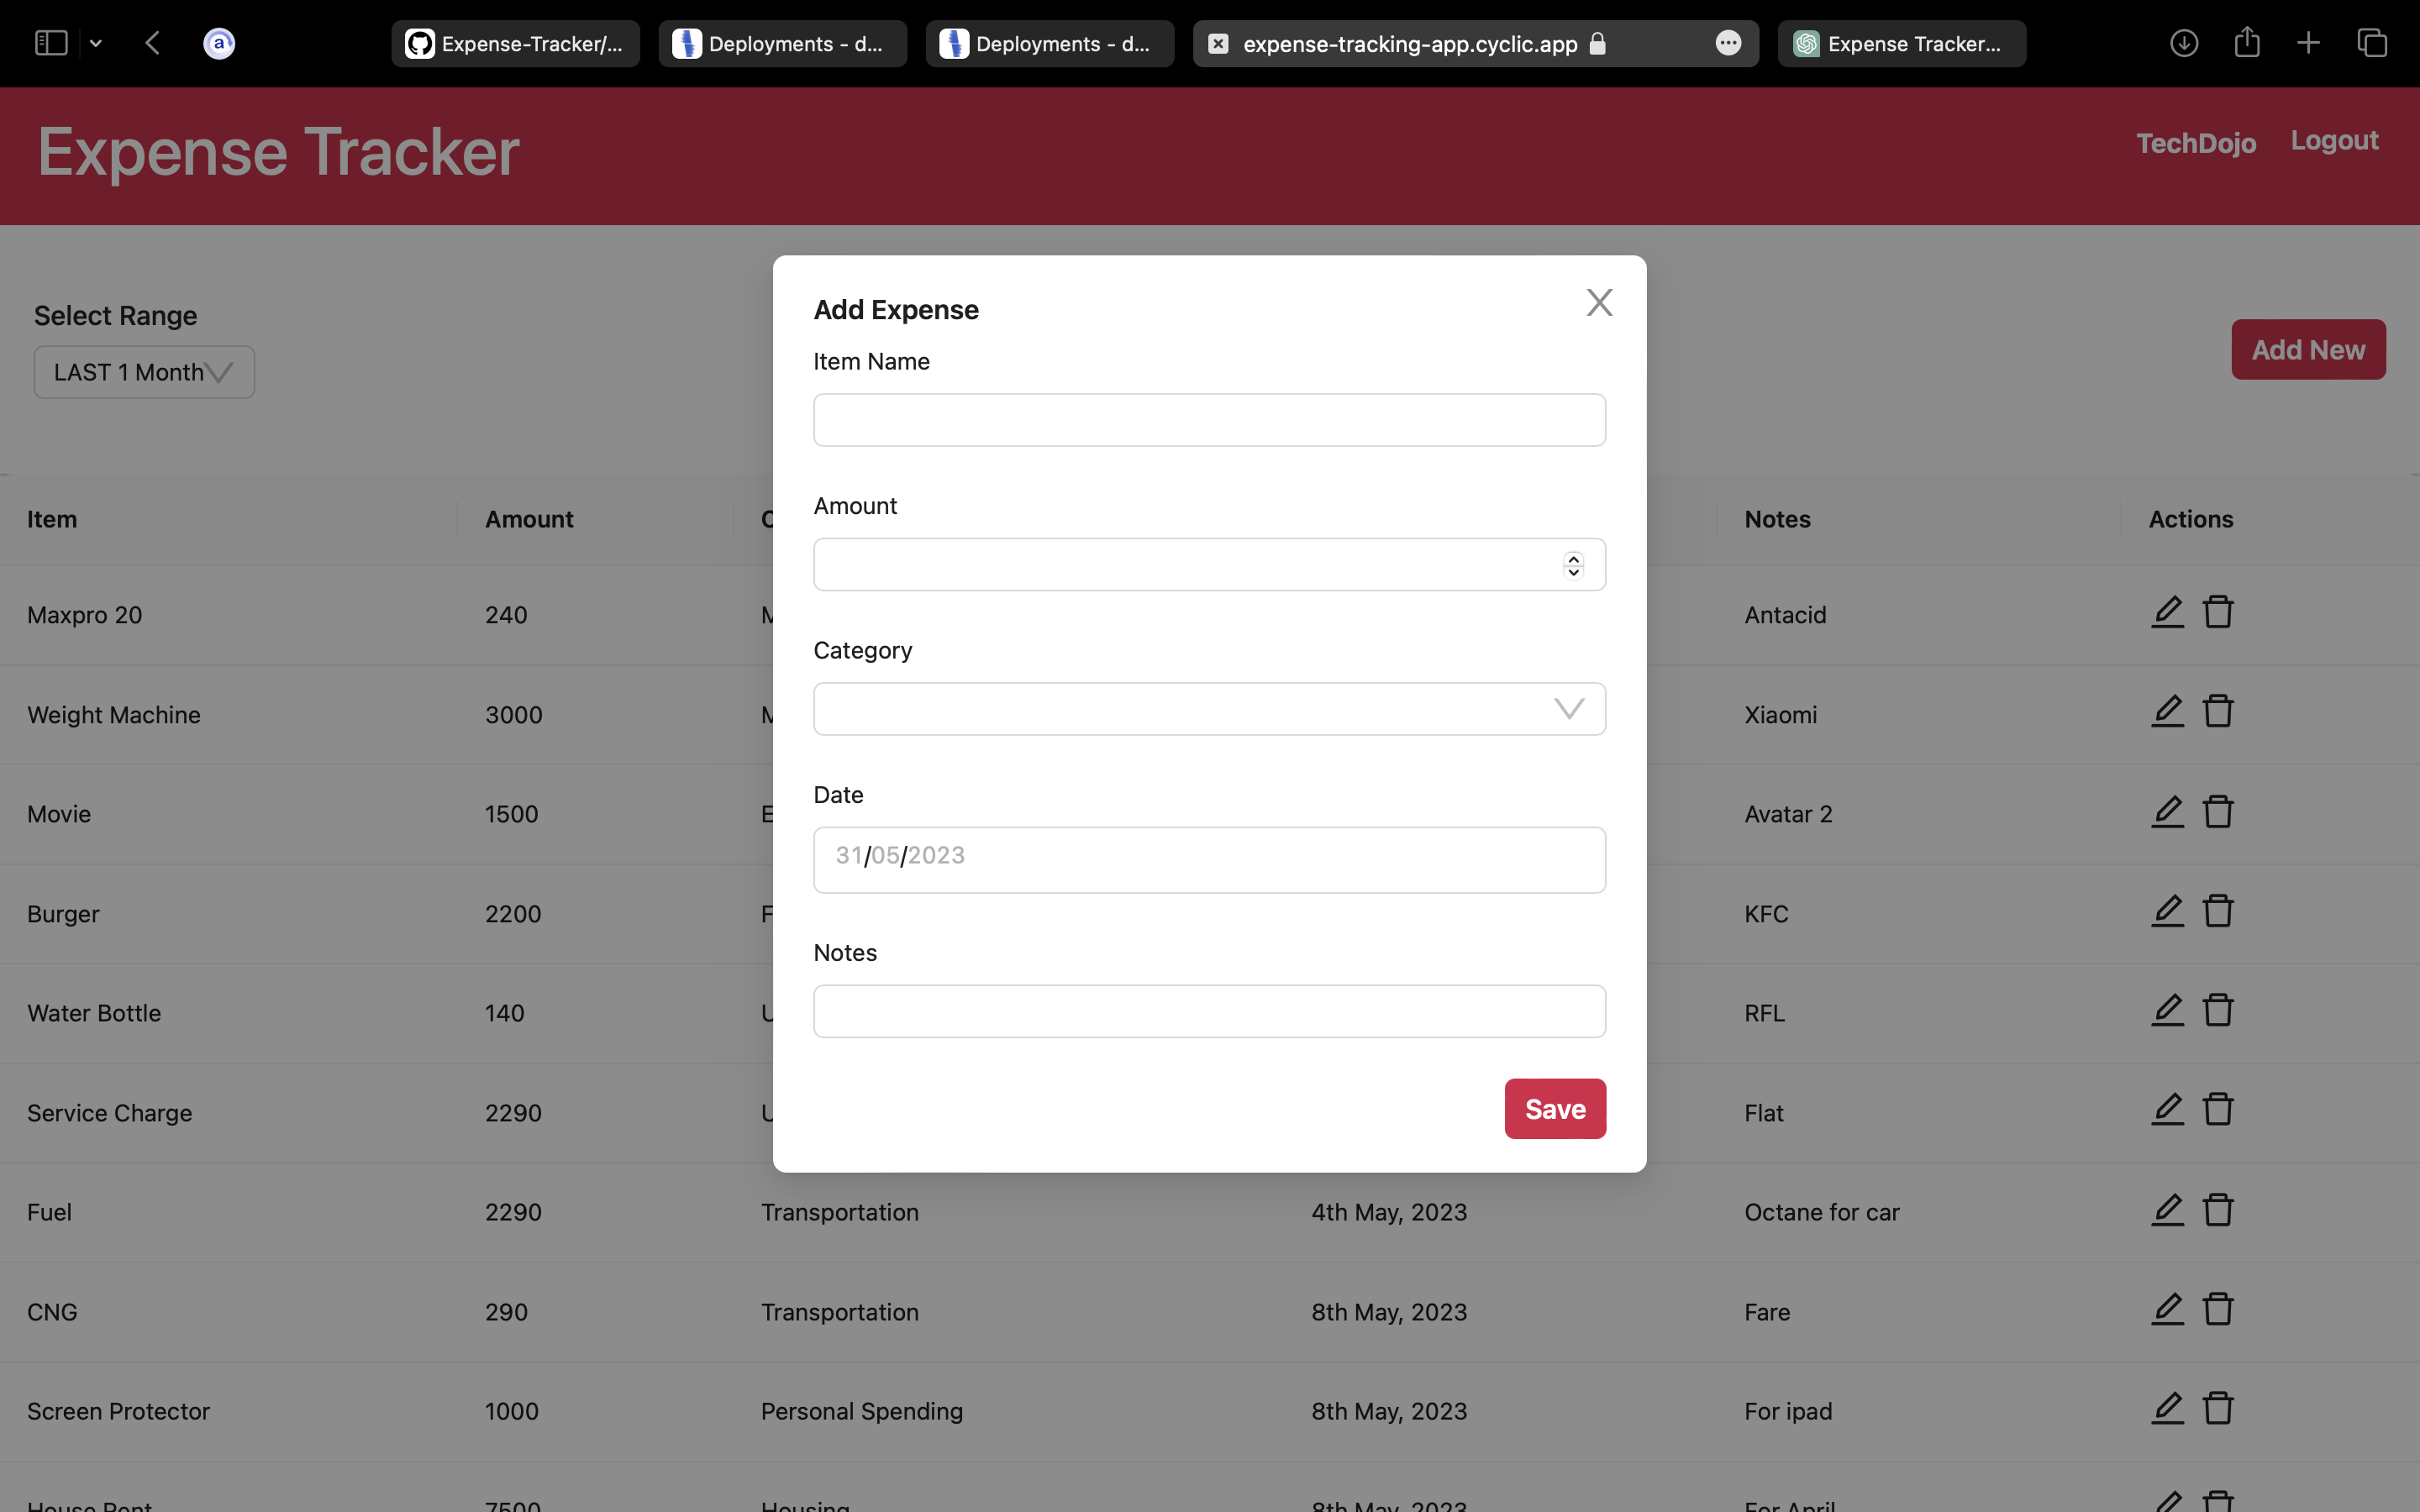 Expense-Tracker/...
Deployments - d...
Deployments - d...
expense-tracking-app.cyclic.app
Expense Tracker...
Expense Tracker
TechDojo
Logout
Select Range
LAST 1 Month
Add New
Add Expense
Item Name
Amount
Category
Date
31/05/2023
Notes
Save
Item Amount C Notes Actions
Maxpro 20 240 M Antacid
Weight Machine 3000 M Xiaomi
Movie 1500 E Avatar 2
Burger 2200 F KFC
Water Bottle 140 U RFL
Service Charge 2290 U Flat
Fuel 2290 Transportation 4th May, 2023 Octane for car
CNG 290 Transportation 8th May, 2023 Fare
Screen Protector 1000 Personal Spending 8th May, 2023 For ipad
House Rent 7500 Housing 8th May, 2023 For April